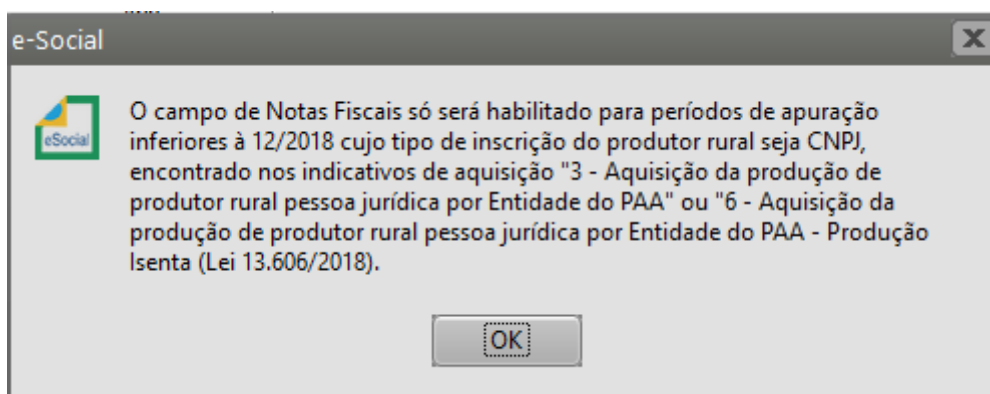 e-Social
eSocial
O campo de Notas Fiscais só será habilitado para períodos de apuração
inferiores à 12/2018 cujo tipo de inscrição do produtor rural seja CNPJ,
encontrado nos indicativos de aquisição "3 - Aquisição da produção de
produtor rural pessoa jurídica por Entidade do PAA" ou "6 - Aquisição da
produção de produtor rural pessoa jurídica por Entidade do PAA - Produção
Isenta (Lei 13.606/2018).
OK